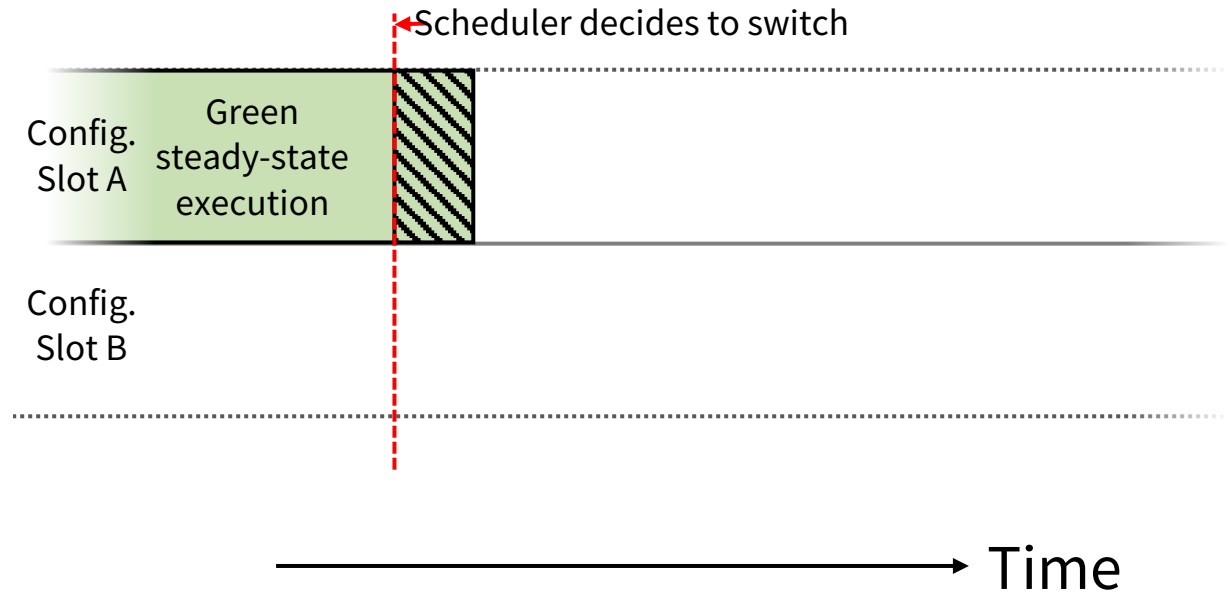 Scheduler decides to switch
Config.
Slot A
Green
steady-state
execution
Config.
Slot B
Time